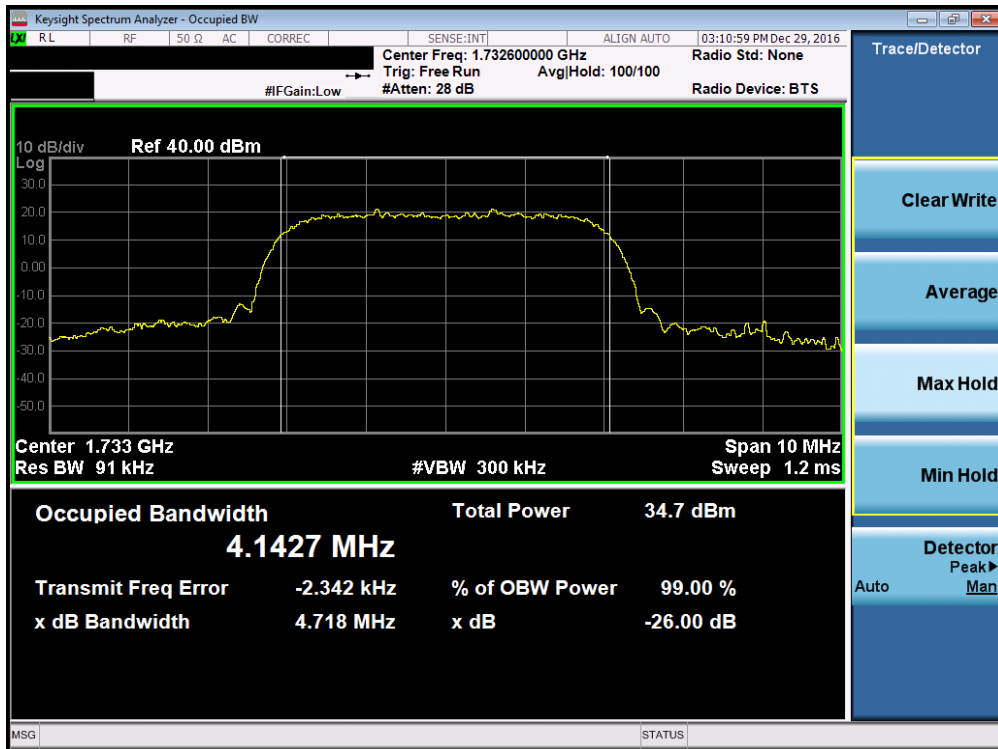 Keysight Spectrum Analyzer - Occupied BW
LXI RL RF 50 Ω AC CORREC SENSE:INT ALIGN AUTO 03:10:59 PM Dec 29, 2016
Center Freq: 1.732600000 GHz Radio Std: None
Trig: Free Run Avg|Hold: 100/100
#IFGain:Low #Atten: 28 dB Radio Device: BTS
10 dB/div Ref 40.00 dBm
Log
30.0
20.0
10.0
0.00
-10.0
-20.0
-30.0
-40.0
-50.0
Center 1.733 GHz Span 10 MHz
Res BW 91 kHz #VBW 300 kHz Sweep 1.2 ms
Occupied Bandwidth Total Power 34.7 dBm
4.1427 MHz
Transmit Freq Error -2.342 kHz % of OBW Power 99.00 %
x dB Bandwidth 4.718 MHz x dB -26.00 dB
Trace/Detector
Clear Write
Average
Max Hold
Min Hold
Detector
Peak▶
Auto Man
MSG STATUS